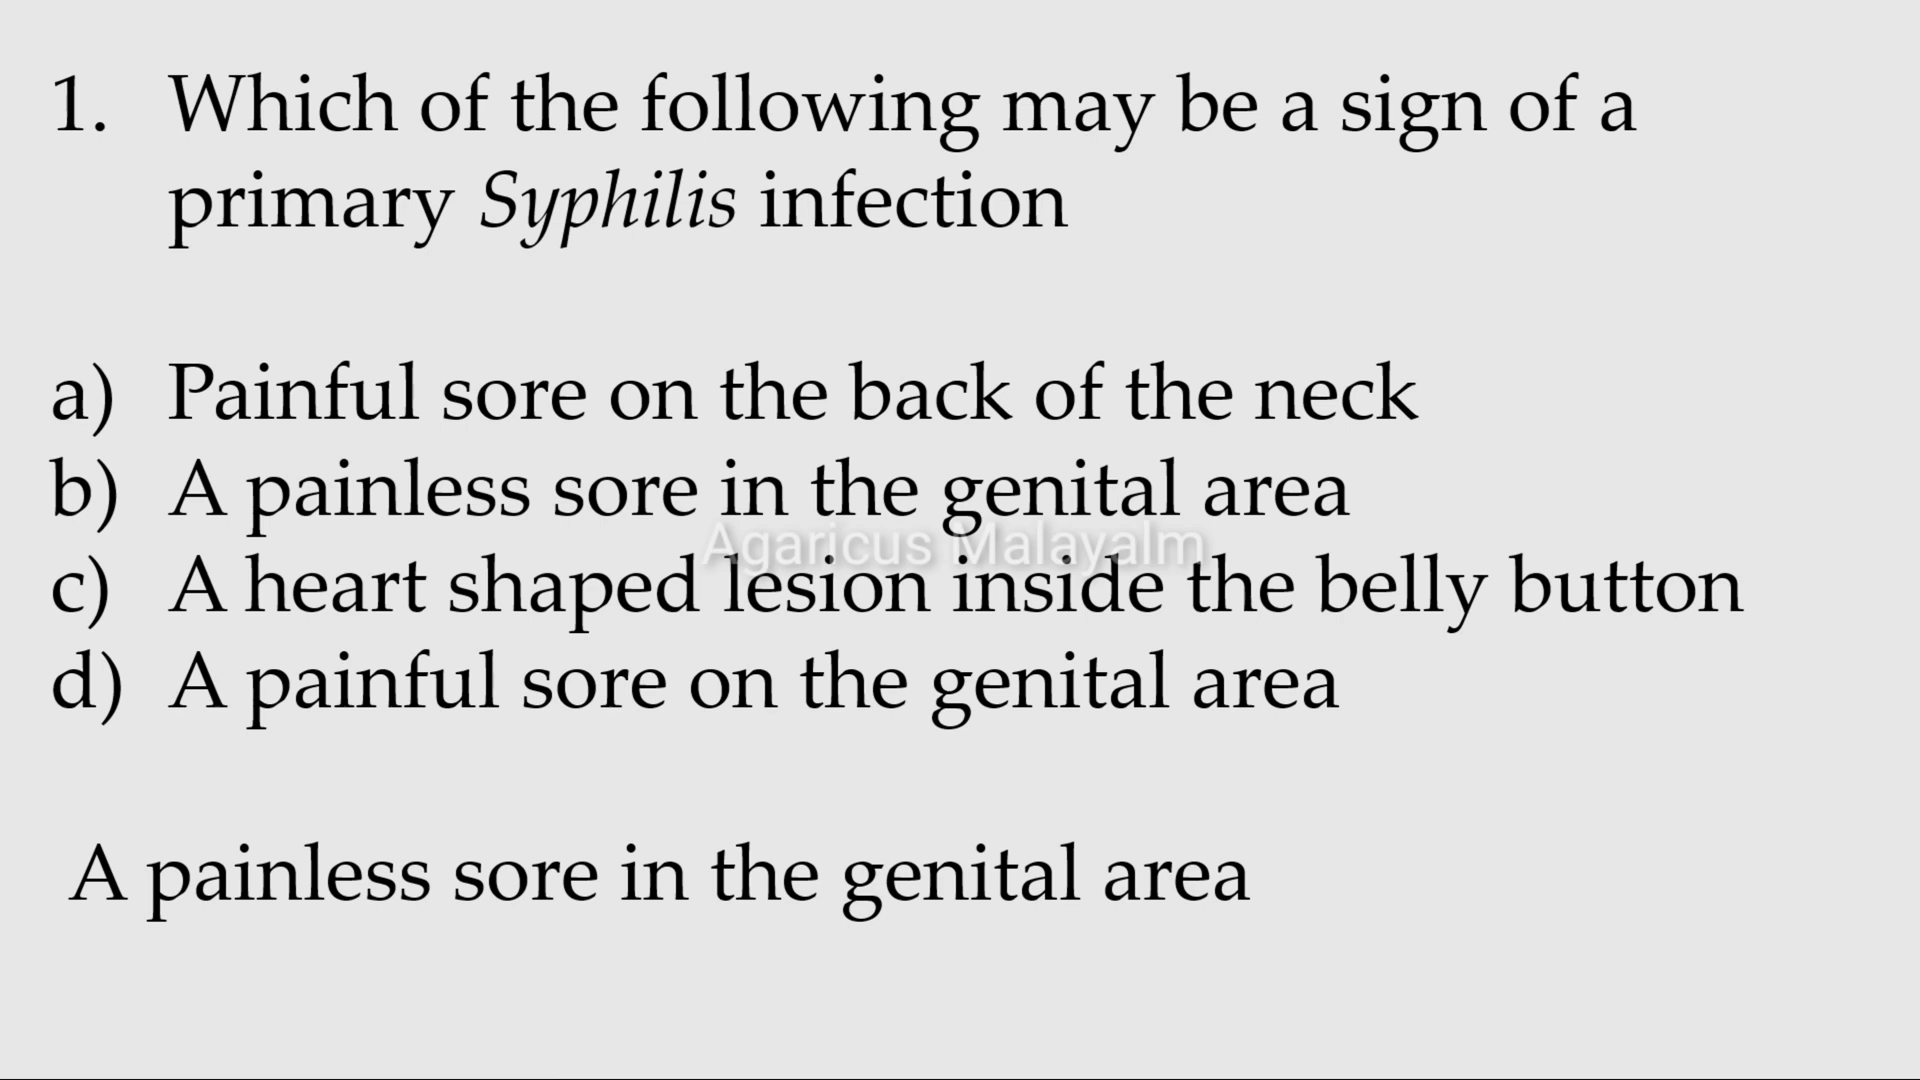 1. Which of the following may be a sign of a
primary Syphilis infection
a) Painful sore on the back of the neck
b) A painless sore in the genital area
Agaricus Malayalm
c) A heart shaped lesion inside the belly button
d) A painful sore on the genital area
A painless sore in the genital area